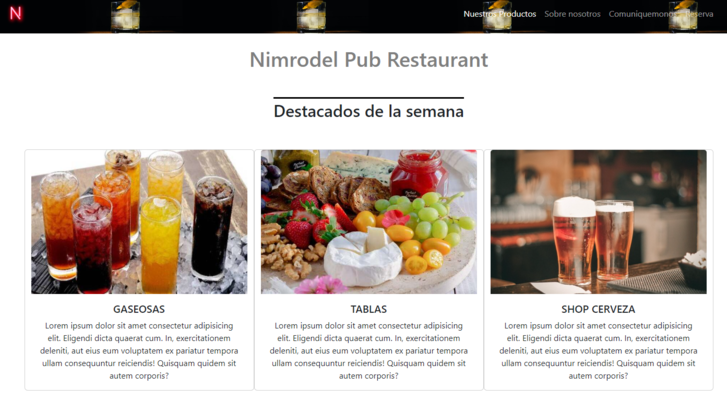 N
Nuestros Productos Sobre nosotros Comuniquemonos Reserva
Nimrodel Pub Restaurant
Destacados de la semana
GASEOSAS
Lorem ipsum dolor sit amet consectetur adipisicing
elit. Eligendi dicta quaerat cum. In, exercitationem
deleniti, aut eius eum voluptatem ex pariatur tempora
ullam consequuntur reiciendis! Quisquam quidem sit
autem corporis?
TABLAS
Lorem ipsum dolor sit amet consectetur adipisicing
elit. Eligendi dicta quaerat cum. In, exercitationem
deleniti, aut eius eum voluptatem ex pariatur tempora
ullam consequuntur reiciendis! Quisquam quidem sit
autem corporis?
SHOP CERVEZA
Lorem ipsum dolor sit amet consectetur adipisicing
elit. Eligendi dicta quaerat cum. In, exercitationem
deleniti, aut eius eum voluptatem ex pariatur tempora
ullam consequuntur reiciendis! Quisquam quidem sit
autem corporis?